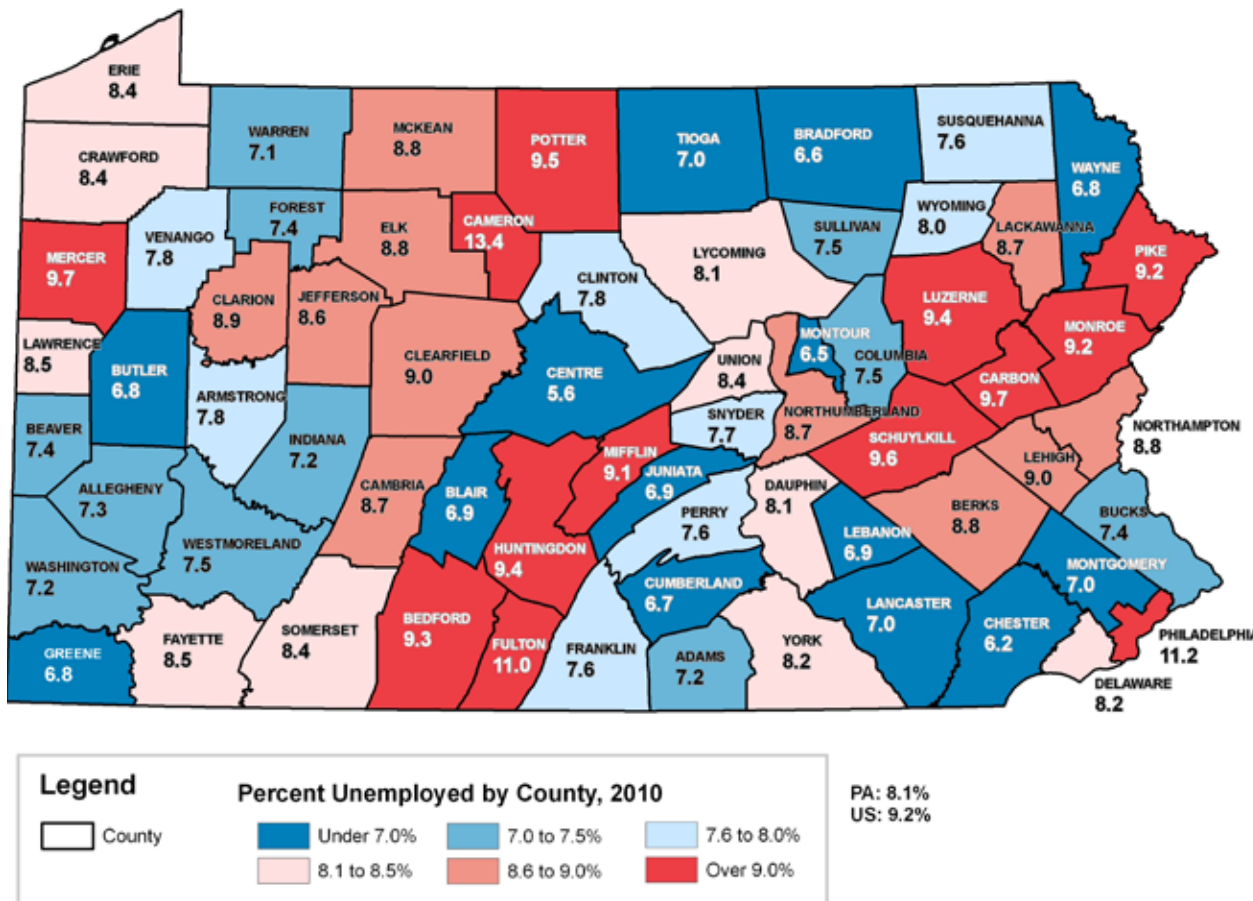 ERIE
8.4
WARREN
7.1
MCKEAN
8.8
POTTER
9.5
TIOGA
7.0
BRADFORD
6.6
SUSQUEHANNA
7.6
WAYNE
6.8
CRAWFORD
8.4
FOREST
7.4
ELK
8.8
CAMERON
13.4
VENANGO
7.8
MERCER
9.7
CLINTON
7.8
LYCOMING
8.1
SULLIVAN
7.5
WYOMING
8.0
LACKAWANNA
8.7
PIKE
9.2
CLARION
8.9
JEFFERSON
8.6
LUZERNE
9.4
MONROE
9.2
LAWRENCE
8.5
BUTLER
6.8
CLEARFIELD
9.0
CENTRE
5.6
UNION
8.4
MONTOUR
6.5
COLUMBIA
7.5
CARBON
9.7
ARMSTRONG
7.8
SNYDER
7.7
NORTHUMBERLAND
8.7
NORTHAMPTON
8.8
BEAVER
7.4
INDIANA
7.2
MIFFLIN
9.1
SCHUYLKILL
9.6
LEHIGH
9.0
ALLEGHENY
7.3
CAMBRIA
8.7
BLAIR
6.9
JUNIATA
6.9
DAUPHIN
8.1
BERKS
8.8
BUCKS
7.4
PERRY
7.6
LEBANON
6.9
WESTMORELAND
7.5
HUNTINGDON
9.4
WASHINGTON
7.2
CUMBERLAND
6.7
MONTGOMERY
7.0
LANCASTER
7.0
BEDFORD
9.3
SOMERSET
8.4
FAYETTE
8.5
CHESTER
6.2
PHILADELPHIA
11.2
YORK
8.2
FULTON
11.0
FRANKLIN
7.6
ADAMS
7.2
GREENE
6.8
DELAWARE
8.2
Legend
County
Percent Unemployed by County, 2010
Under 7.0%
7.0 to 7.5%
7.6 to 8.0%
8.1 to 8.5%
8.6 to 9.0%
Over 9.0%
PA: 8.1%
US: 9.2%